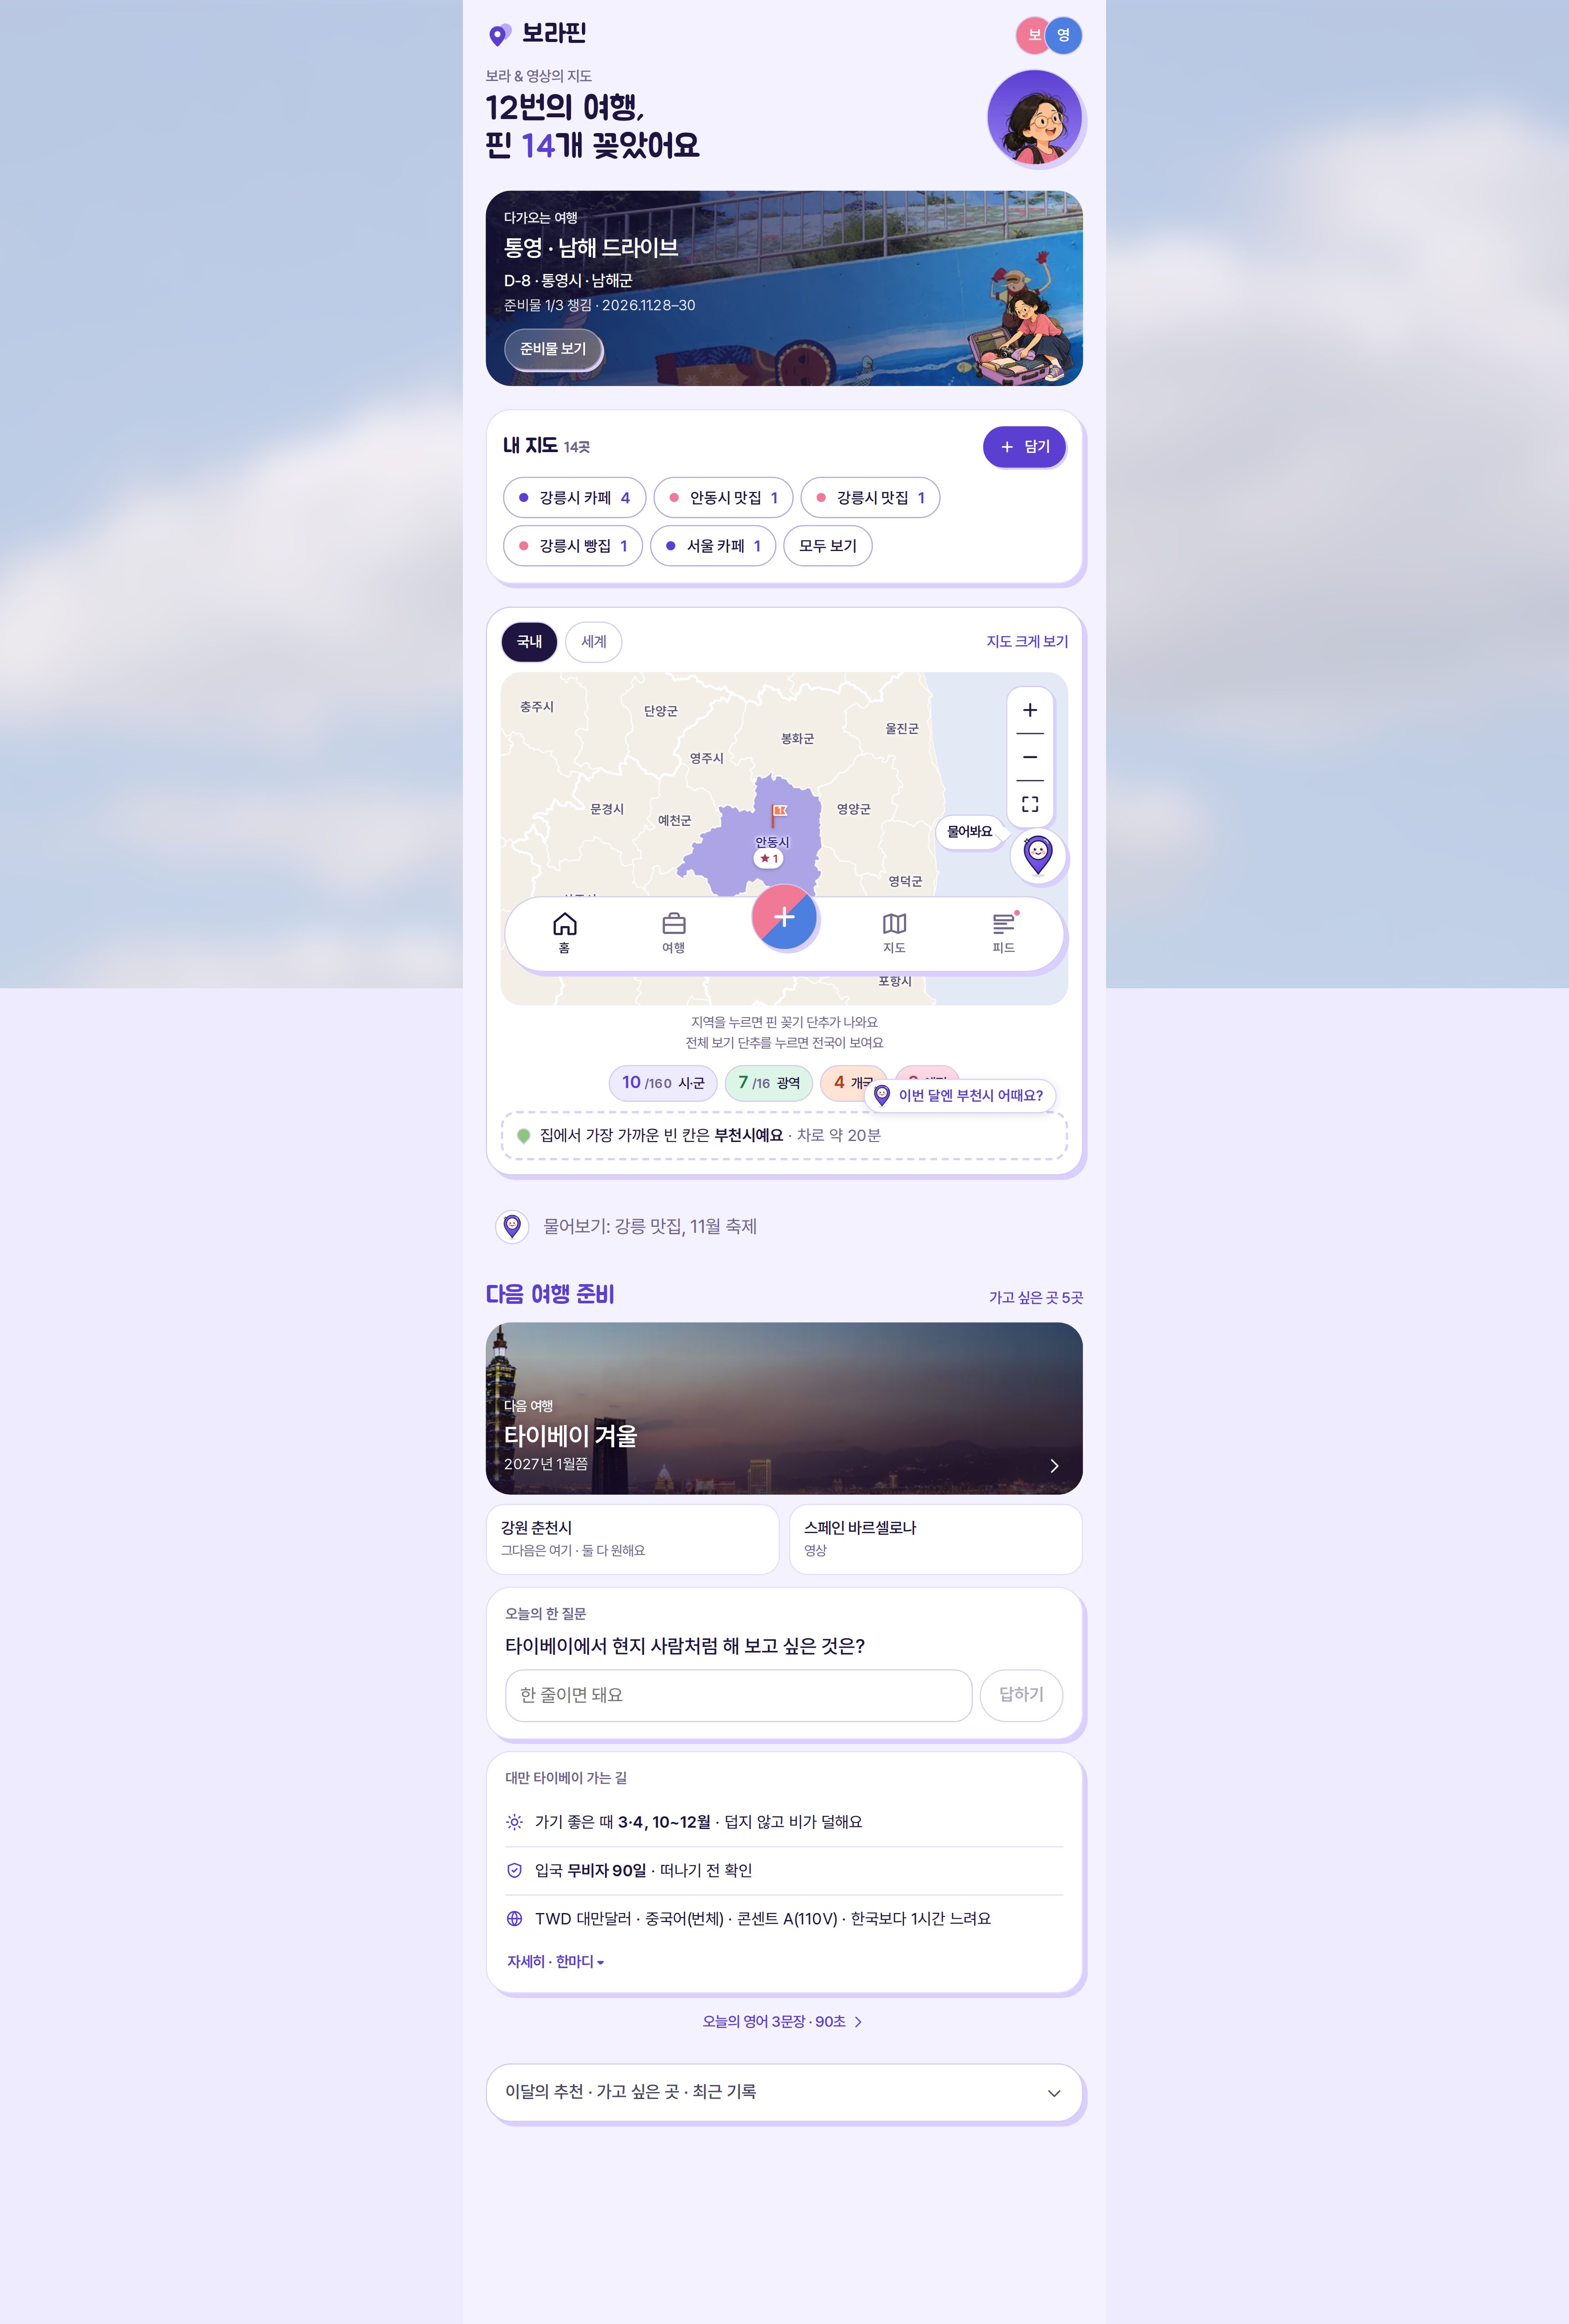 보라핀
보 영
보라 & 영상의 지도
12번의 여행,
핀 14개 꽂았어요
다가오는 여행
통영 · 남해 드라이브
D-8 · 통영시 · 남해군
준비물 1/3 챙김 · 2026.11.28–30
준비물 보기
내 지도 14곳
+ 담기
강릉시 카페 4
안동시 맛집 1
강릉시 맛집 1
강릉시 빵집 1
서울 카페 1
모두 보기
국내
세계
지도 크게 보기
충주시
단양군
울진군
봉화군
영주시
문경시
예천군
영양군
물어봐요
안동시
★ 1
영덕군
홈
여행
지도
피드
포항시
지역을 누르면 핀 꽂기 단추가 나와요
전체 보기 단추를 누르면 전국이 보여요
10 /160 시·군
7 /16 광역
4 개국
이번 달엔 부천시 어때요?
집에서 가장 가까운 빈 칸은 부천시예요 · 차로 약 20분
물어보기: 강릉 맛집, 11월 축제
다음 여행 준비
가고 싶은 곳 5곳
다음 여행
타이베이 겨울
2027년 1월쯤
강원 춘천시
그다음은 여기 · 둘 다 원해요
스페인 바르셀로나
영상
오늘의 한 질문
타이베이에서 현지 사람처럼 해 보고 싶은 것은?
한 줄이면 돼요
답하기
대만 타이베이 가는 길
가기 좋은 때 3·4, 10~12월 · 덥지 않고 비가 덜해요
입국 무비자 90일 · 떠나기 전 확인
TWD 대만달러 · 중국어(번체) · 콘센트 A(110V) · 한국보다 1시간 느려요
자세히 · 한마디
오늘의 영어 3문장 · 90초
이달의 추천 · 가고 싶은 곳 · 최근 기록